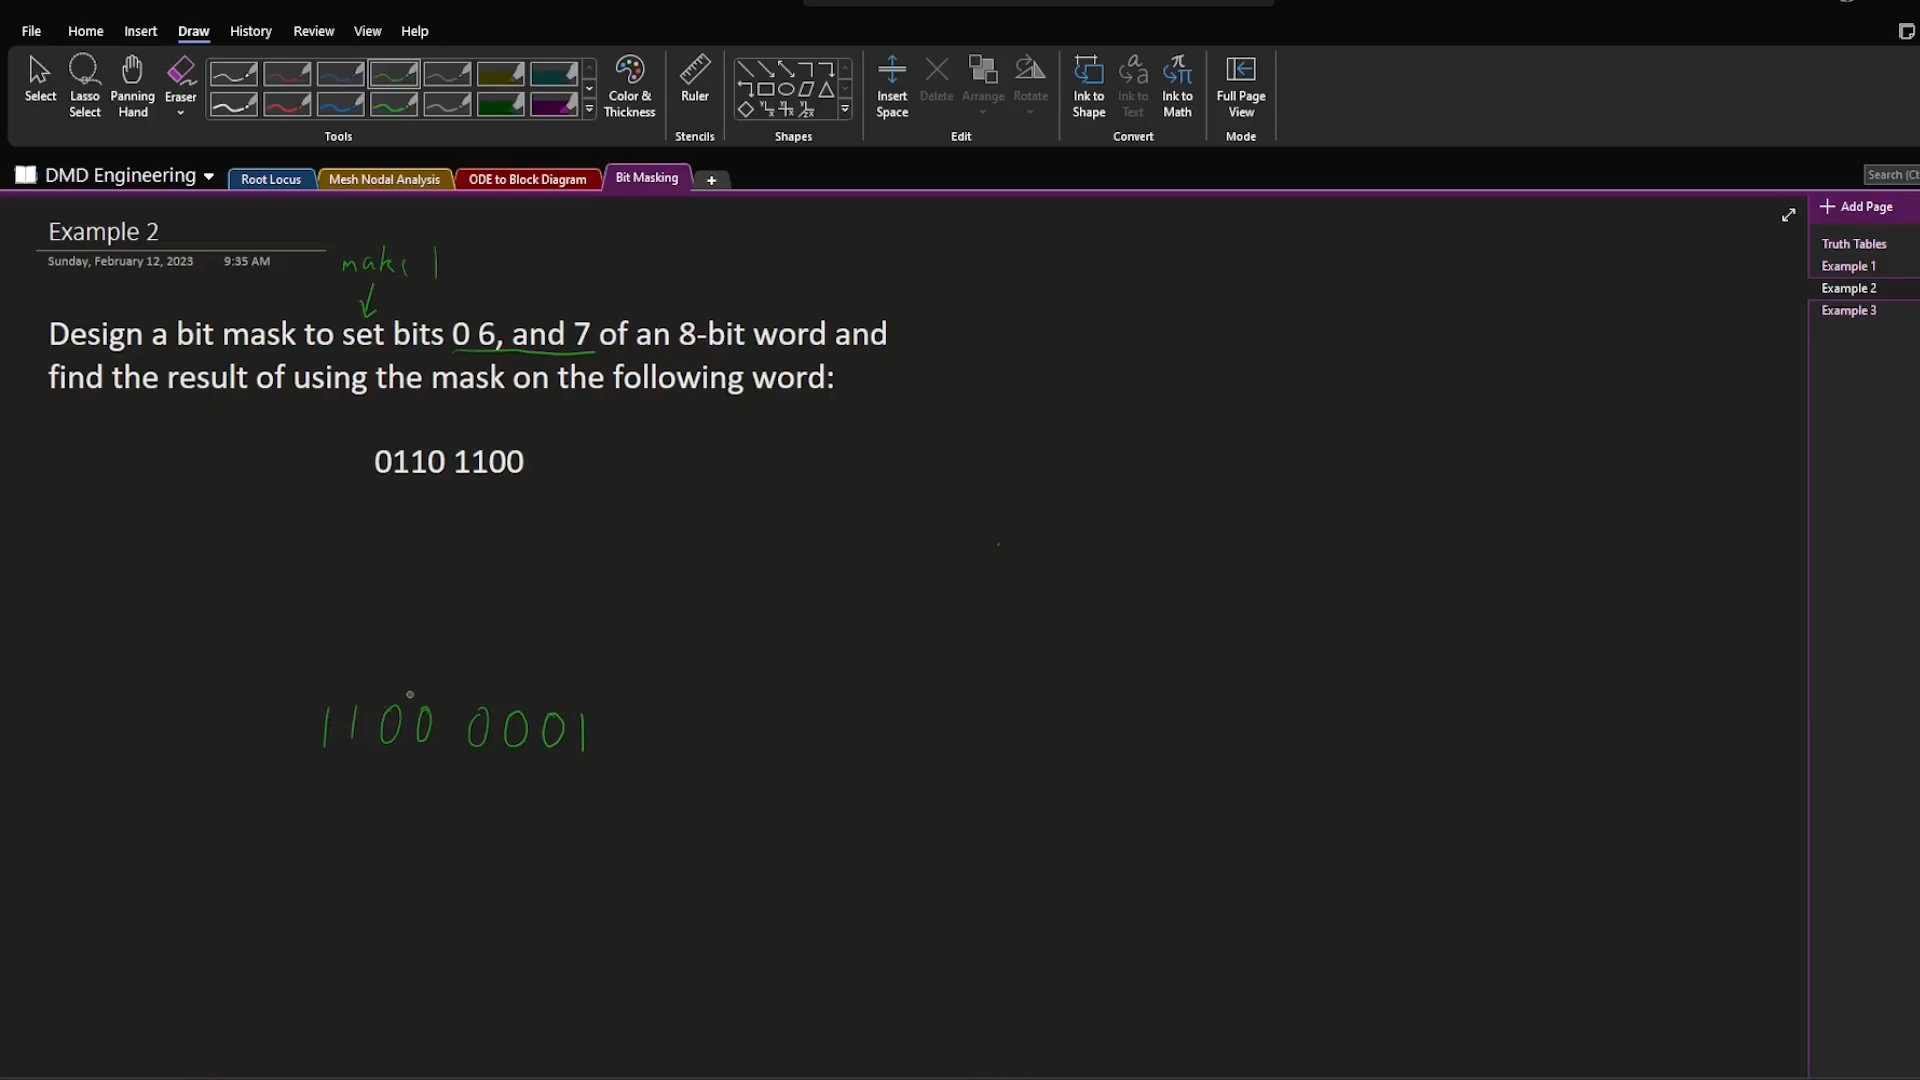 File Home Insert Draw History Review View Help
Select Lasso Select Panning Hand Eraser Color & Thickness Ruler Insert Space Delete Arrange Rotate Ink to Shape Ink to Text Ink to Math Full Page View
Tools Stencils Shapes Edit Convert Mode
DMD Engineering Root Locus Mesh Nodal Analysis ODE to Block Diagram Bit Masking + Search (Ct
Add Page
Truth Tables
Example 1
Example 2
Example 3
Example 2
Sunday, February 12, 2023 9:35 AM
make 1
Design a bit mask to set bits 0 6, and 7 of an 8-bit word and
find the result of using the mask on the following word:
0110 1100
1100 0001